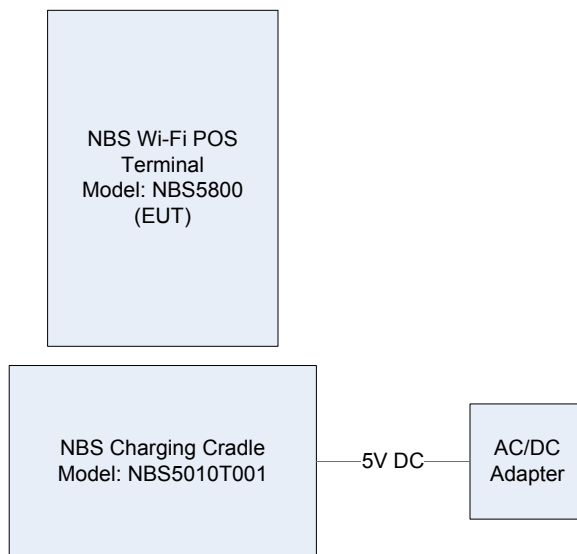 NBS Wi-Fi POS
Terminal
Model: NBS5800
(EUT)
NBS Charging Cradle
Model: NBS5010T001
5V DC
AC/DC
Adapter